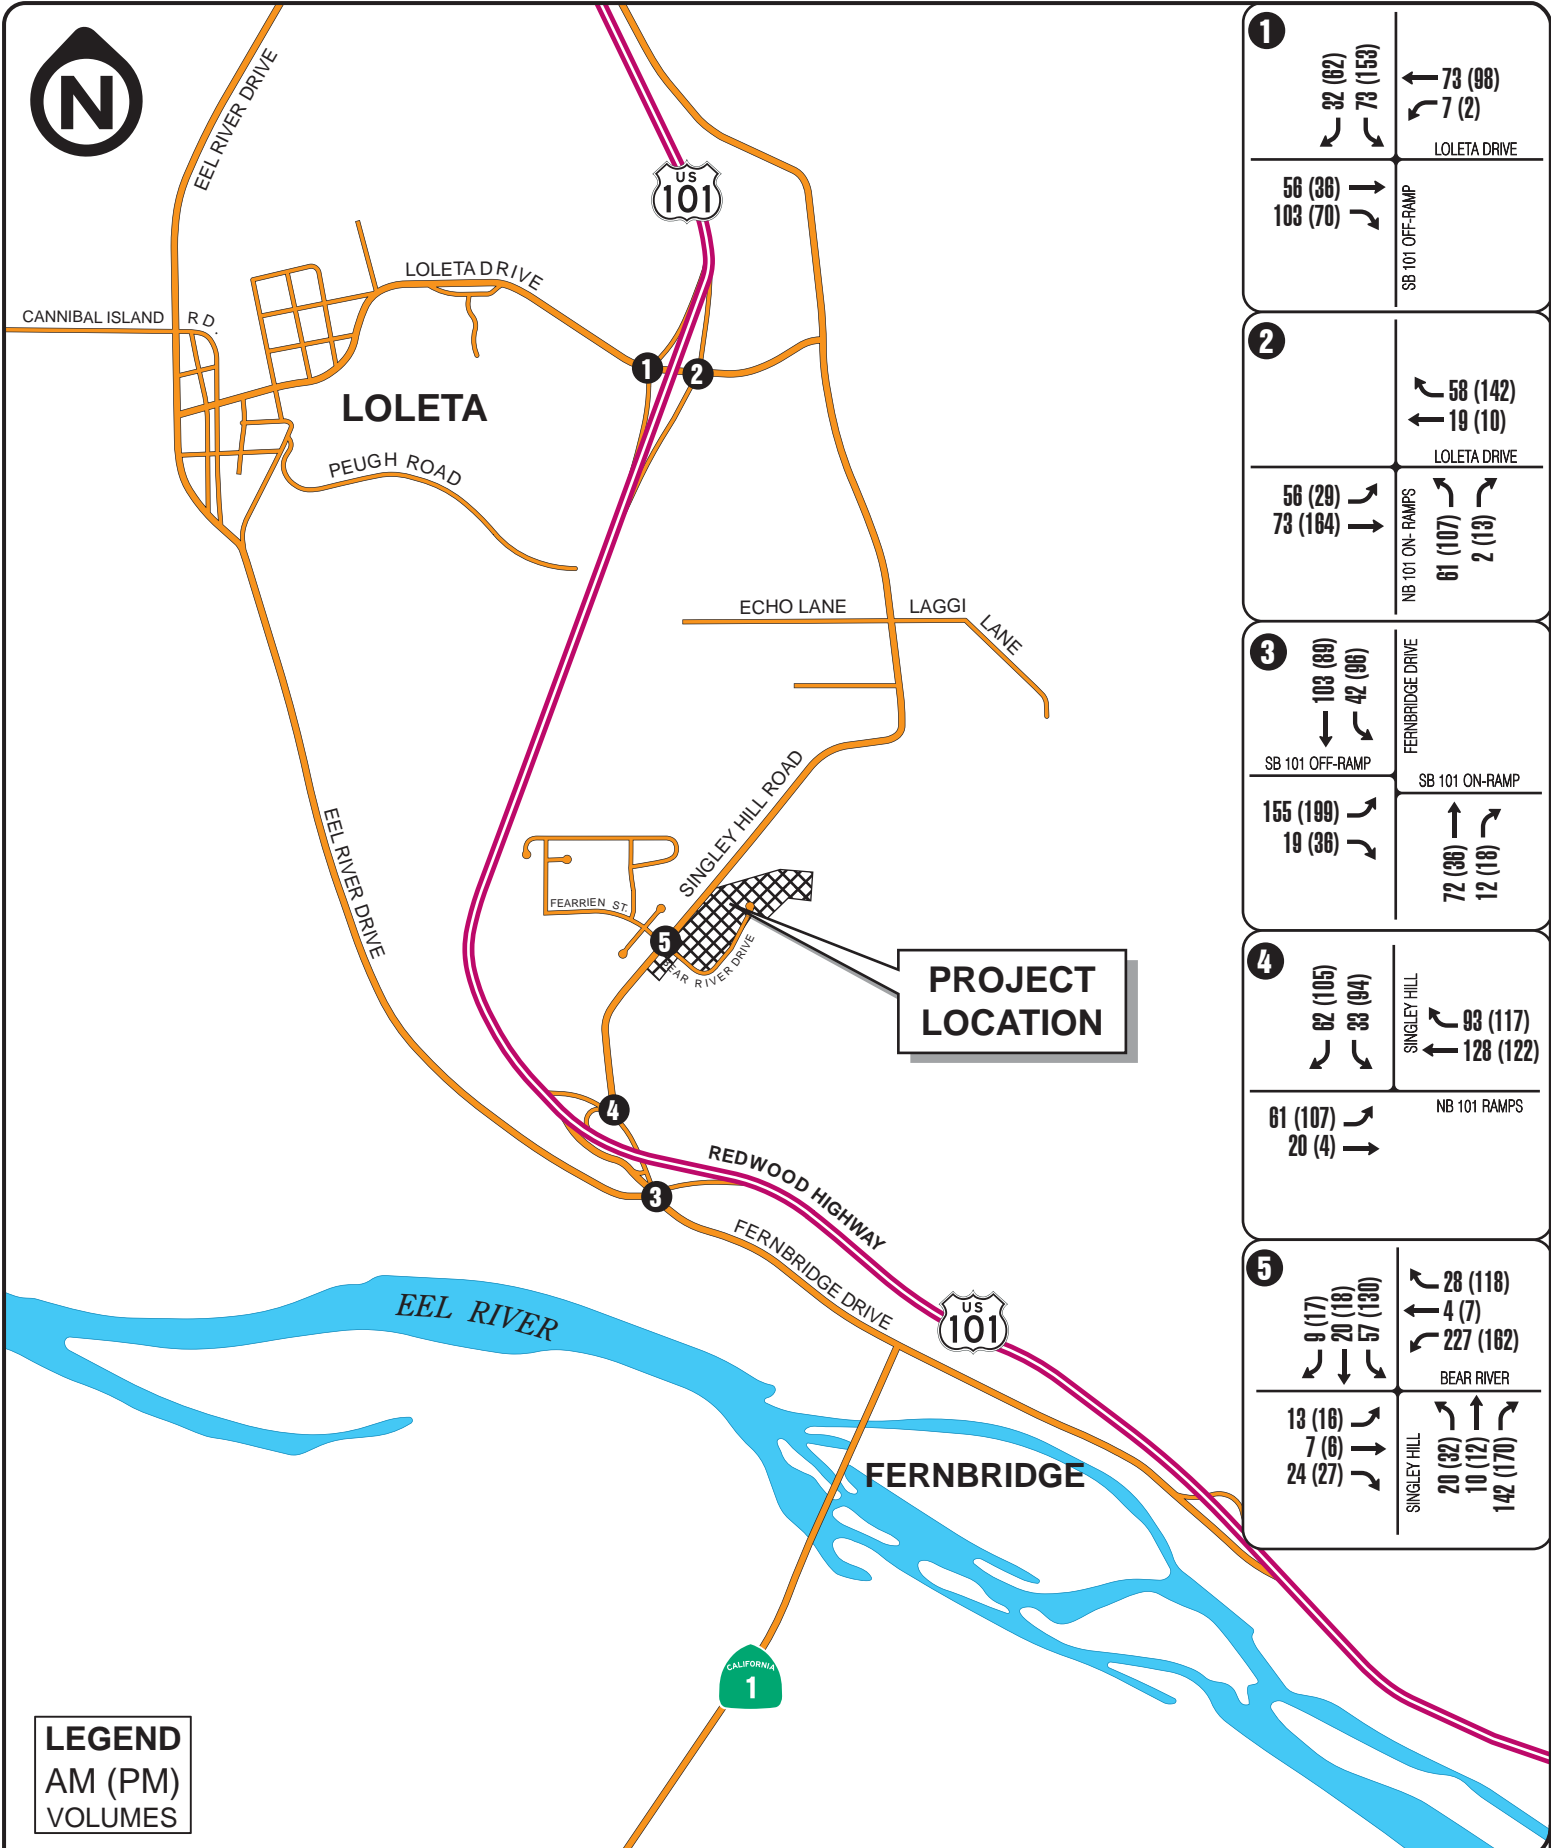 N
EEL RIVER DRIVE
US
101
LOLETA DRIVE
CANNIBAL ISLAND RD.
1
2
LOLETA
PEUGH ROAD
ECHO LANE
LAGGI
LANE
SINGLEY HILL ROAD
EEL RIVER DRIVE
FEARRIEN ST.
5
BEAR RIVER DRIVE
PROJECT
LOCATION
4
REDWOOD HIGHWAY
3
FERNBRIDGE DRIVE
EEL RIVER
US
101
FERNBRIDGE
CALIFORNIA
1
LEGEND
AM (PM)
VOLUMES
1
32 (62)
73 (153)
73 (98)
7 (2)
LOLETA DRIVE
56 (36)
103 (70)
SB 101 OFF-RAMP
2
58 (142)
19 (10)
LOLETA DRIVE
56 (29)
73 (164)
NB 101 ON- RAMPS
61 (107)
2 (13)
3
103 (89)
42 (96)
FERNBRIDGE DRIVE
SB 101 OFF-RAMP
SB 101 ON-RAMP
155 (199)
19 (36)
72 (36)
12 (18)
4
62 (105)
33 (94)
SINGLEY HILL
93 (117)
128 (122)
NB 101 RAMPS
61 (107)
20 (4)
5
9 (17)
20 (18)
57 (130)
28 (118)
4 (7)
227 (162)
BEAR RIVER
13 (16)
7 (6)
24 (27)
SINGLEY HILL
20 (32)
10 (12)
142 (170)